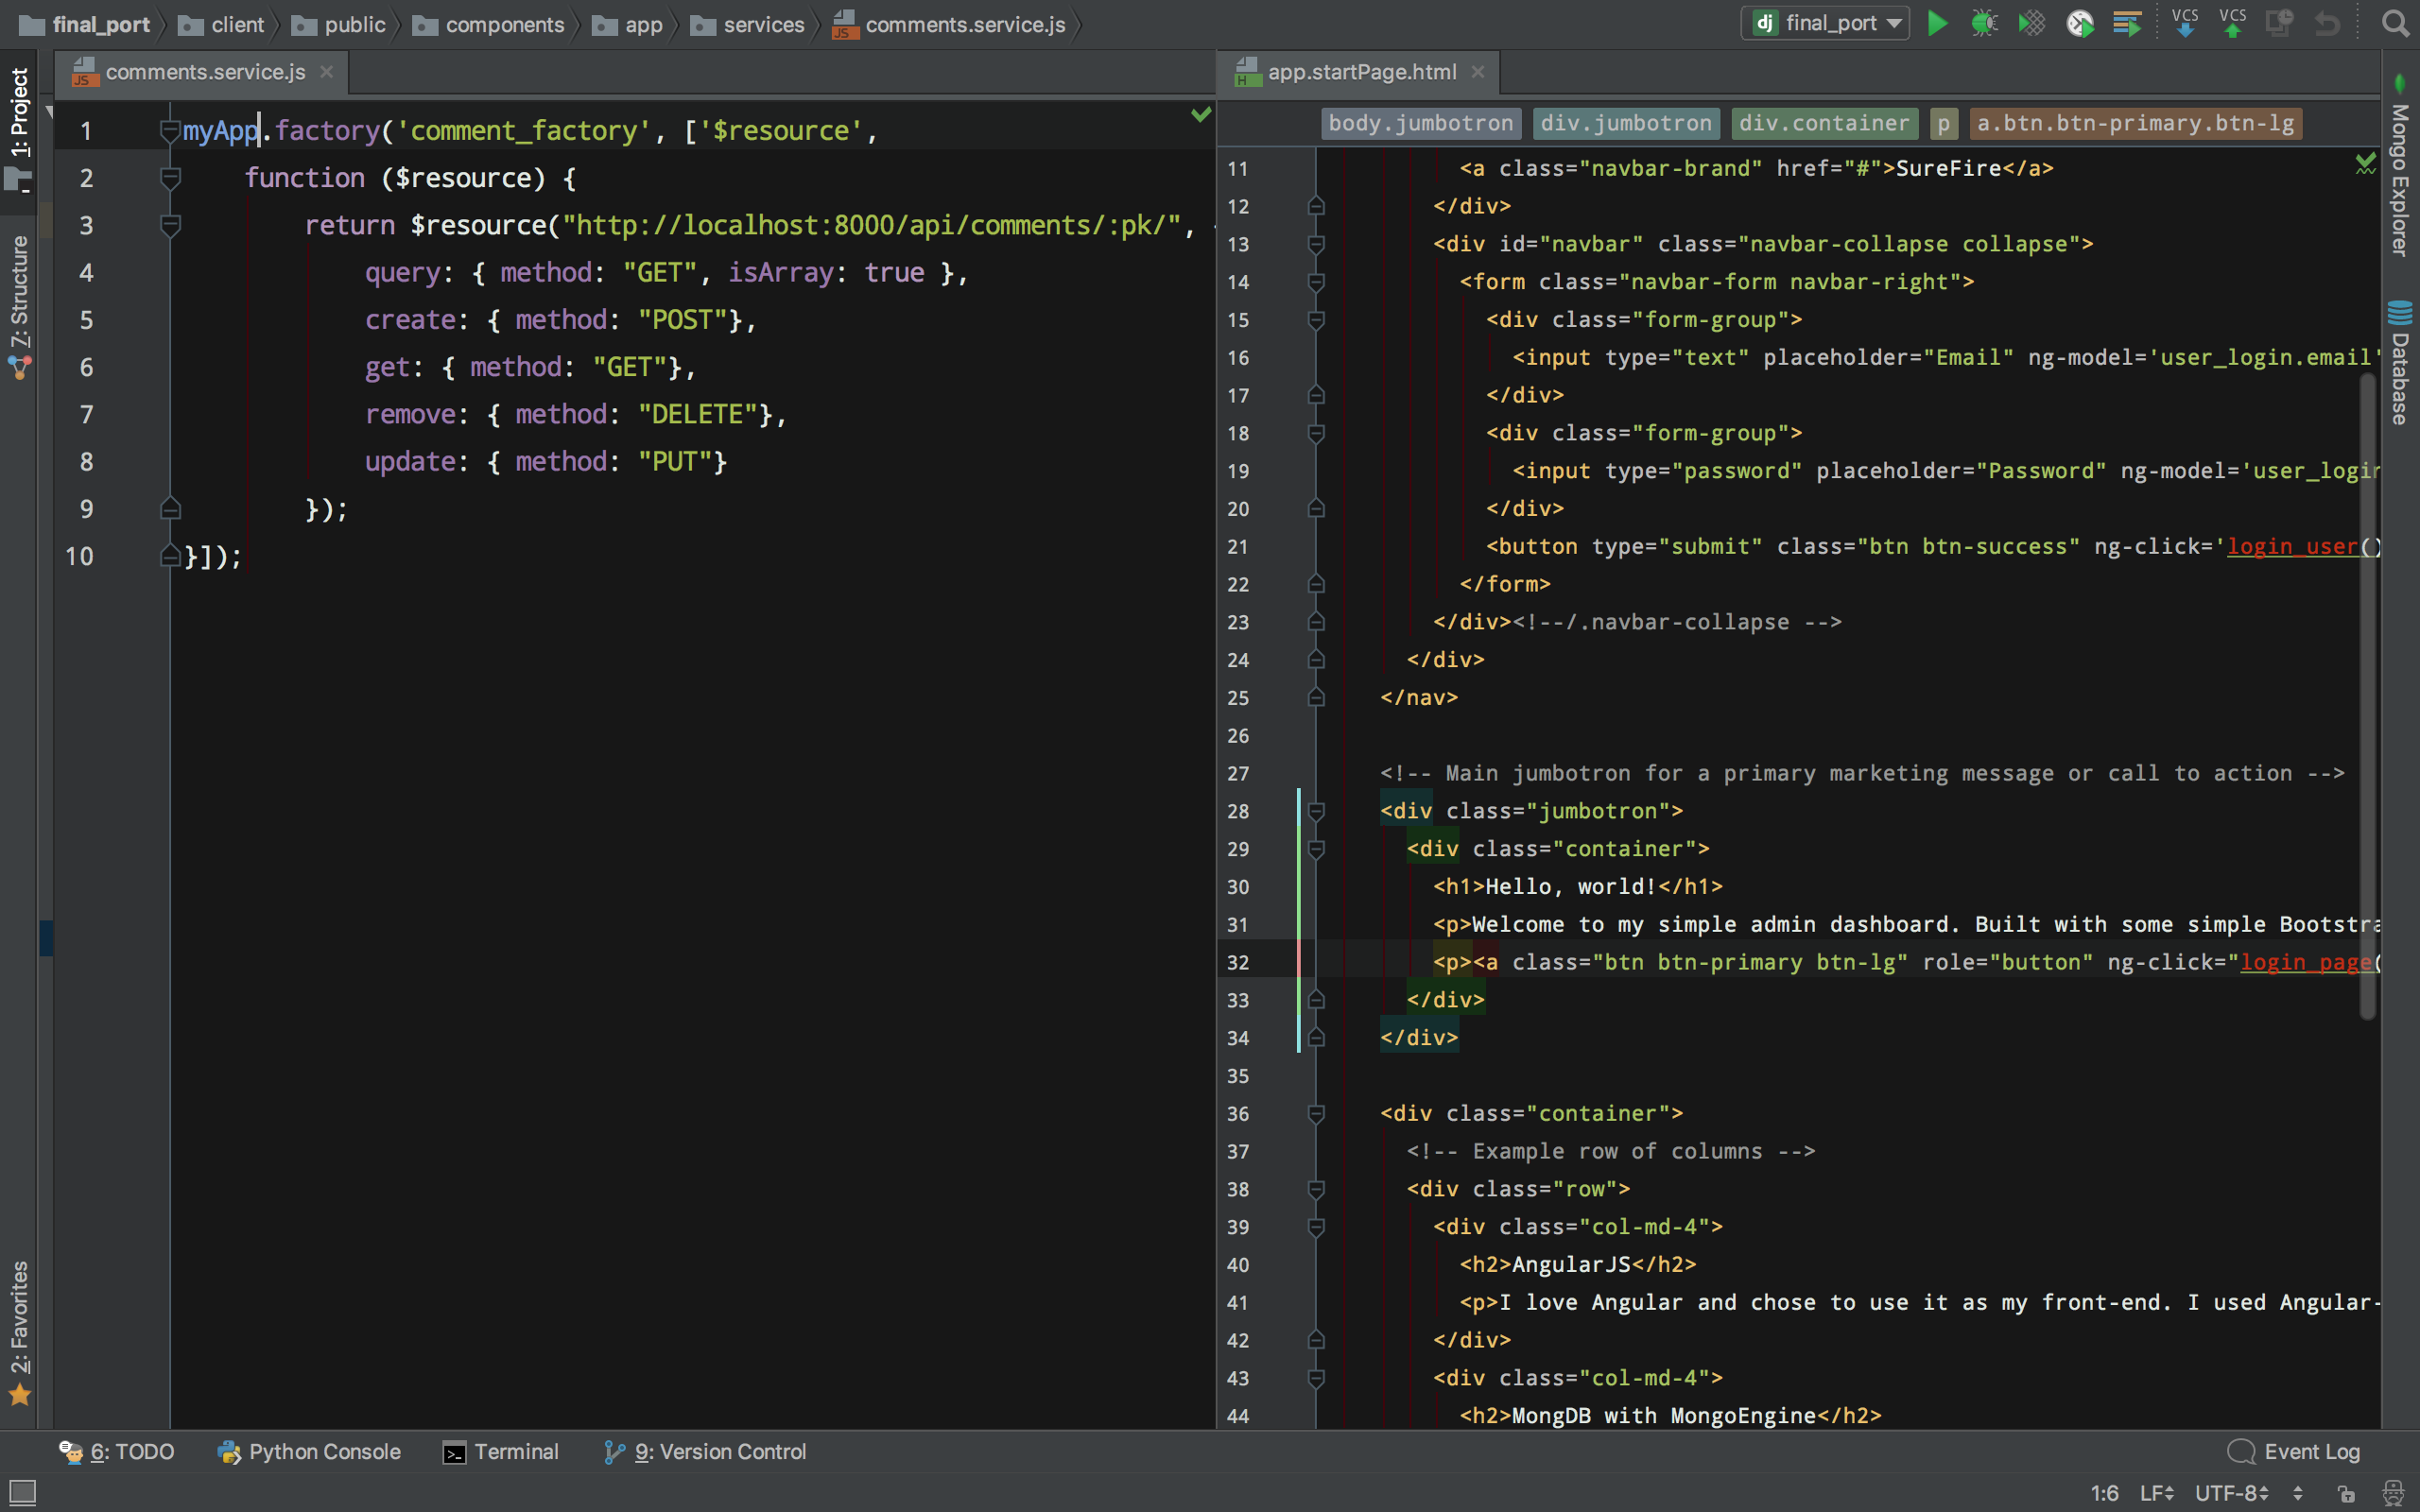 final_port client public components app services comments.service.js
dj final_port VCS VCS
1: Project
Z: Structure
2: Favorites
comments.service.js
1 myApp.factory('comment_factory', ['$resource',
2 function ($resource) {
3 return $resource("http://localhost:8000/api/comments/:pk/",
4 query: { method: "GET", isArray: true },
5 create: { method: "POST"},
6 get: { method: "GET"},
7 remove: { method: "DELETE"},
8 update: { method: "PUT"}
9 });
10 }]);
app.startPage.html
body.jumbotron div.jumbotron div.container p a.btn.btn-primary.btn-lg
11 <a class="navbar-brand" href="#">SureFire</a>
12 </div>
13 <div id="navbar" class="navbar-collapse collapse">
14 <form class="navbar-form navbar-right">
15 <div class="form-group">
16 <input type="text" placeholder="Email" ng-model='user_login.email'
17 </div>
18 <div class="form-group">
19 <input type="password" placeholder="Password" ng-model='user_login
20 </div>
21 <button type="submit" class="btn btn-success" ng-click='login_user()
22 </form>
23 </div><!--/.navbar-collapse -->
24 </div>
25 </nav>
26
27 <!-- Main jumbotron for a primary marketing message or call to action -->
28 <div class="jumbotron">
29 <div class="container">
30 <h1>Hello, world!</h1>
31 <p>Welcome to my simple admin dashboard. Built with some simple Bootstra
32 <p><a class="btn btn-primary btn-lg" role="button" ng-click="login_page(
33 </div>
34 </div>
35
36 <div class="container">
37 <!-- Example row of columns -->
38 <div class="row">
39 <div class="col-md-4">
40 <h2>AngularJS</h2>
41 <p>I love Angular and chose to use it as my front-end. I used Angular-
42 </div>
43 <div class="col-md-4">
44 <h2>MongDB with MongoEngine</h2>
Mongo Explorer
Database
6: TODO Python Console Terminal 9: Version Control Event Log
1:6 LF UTF-8